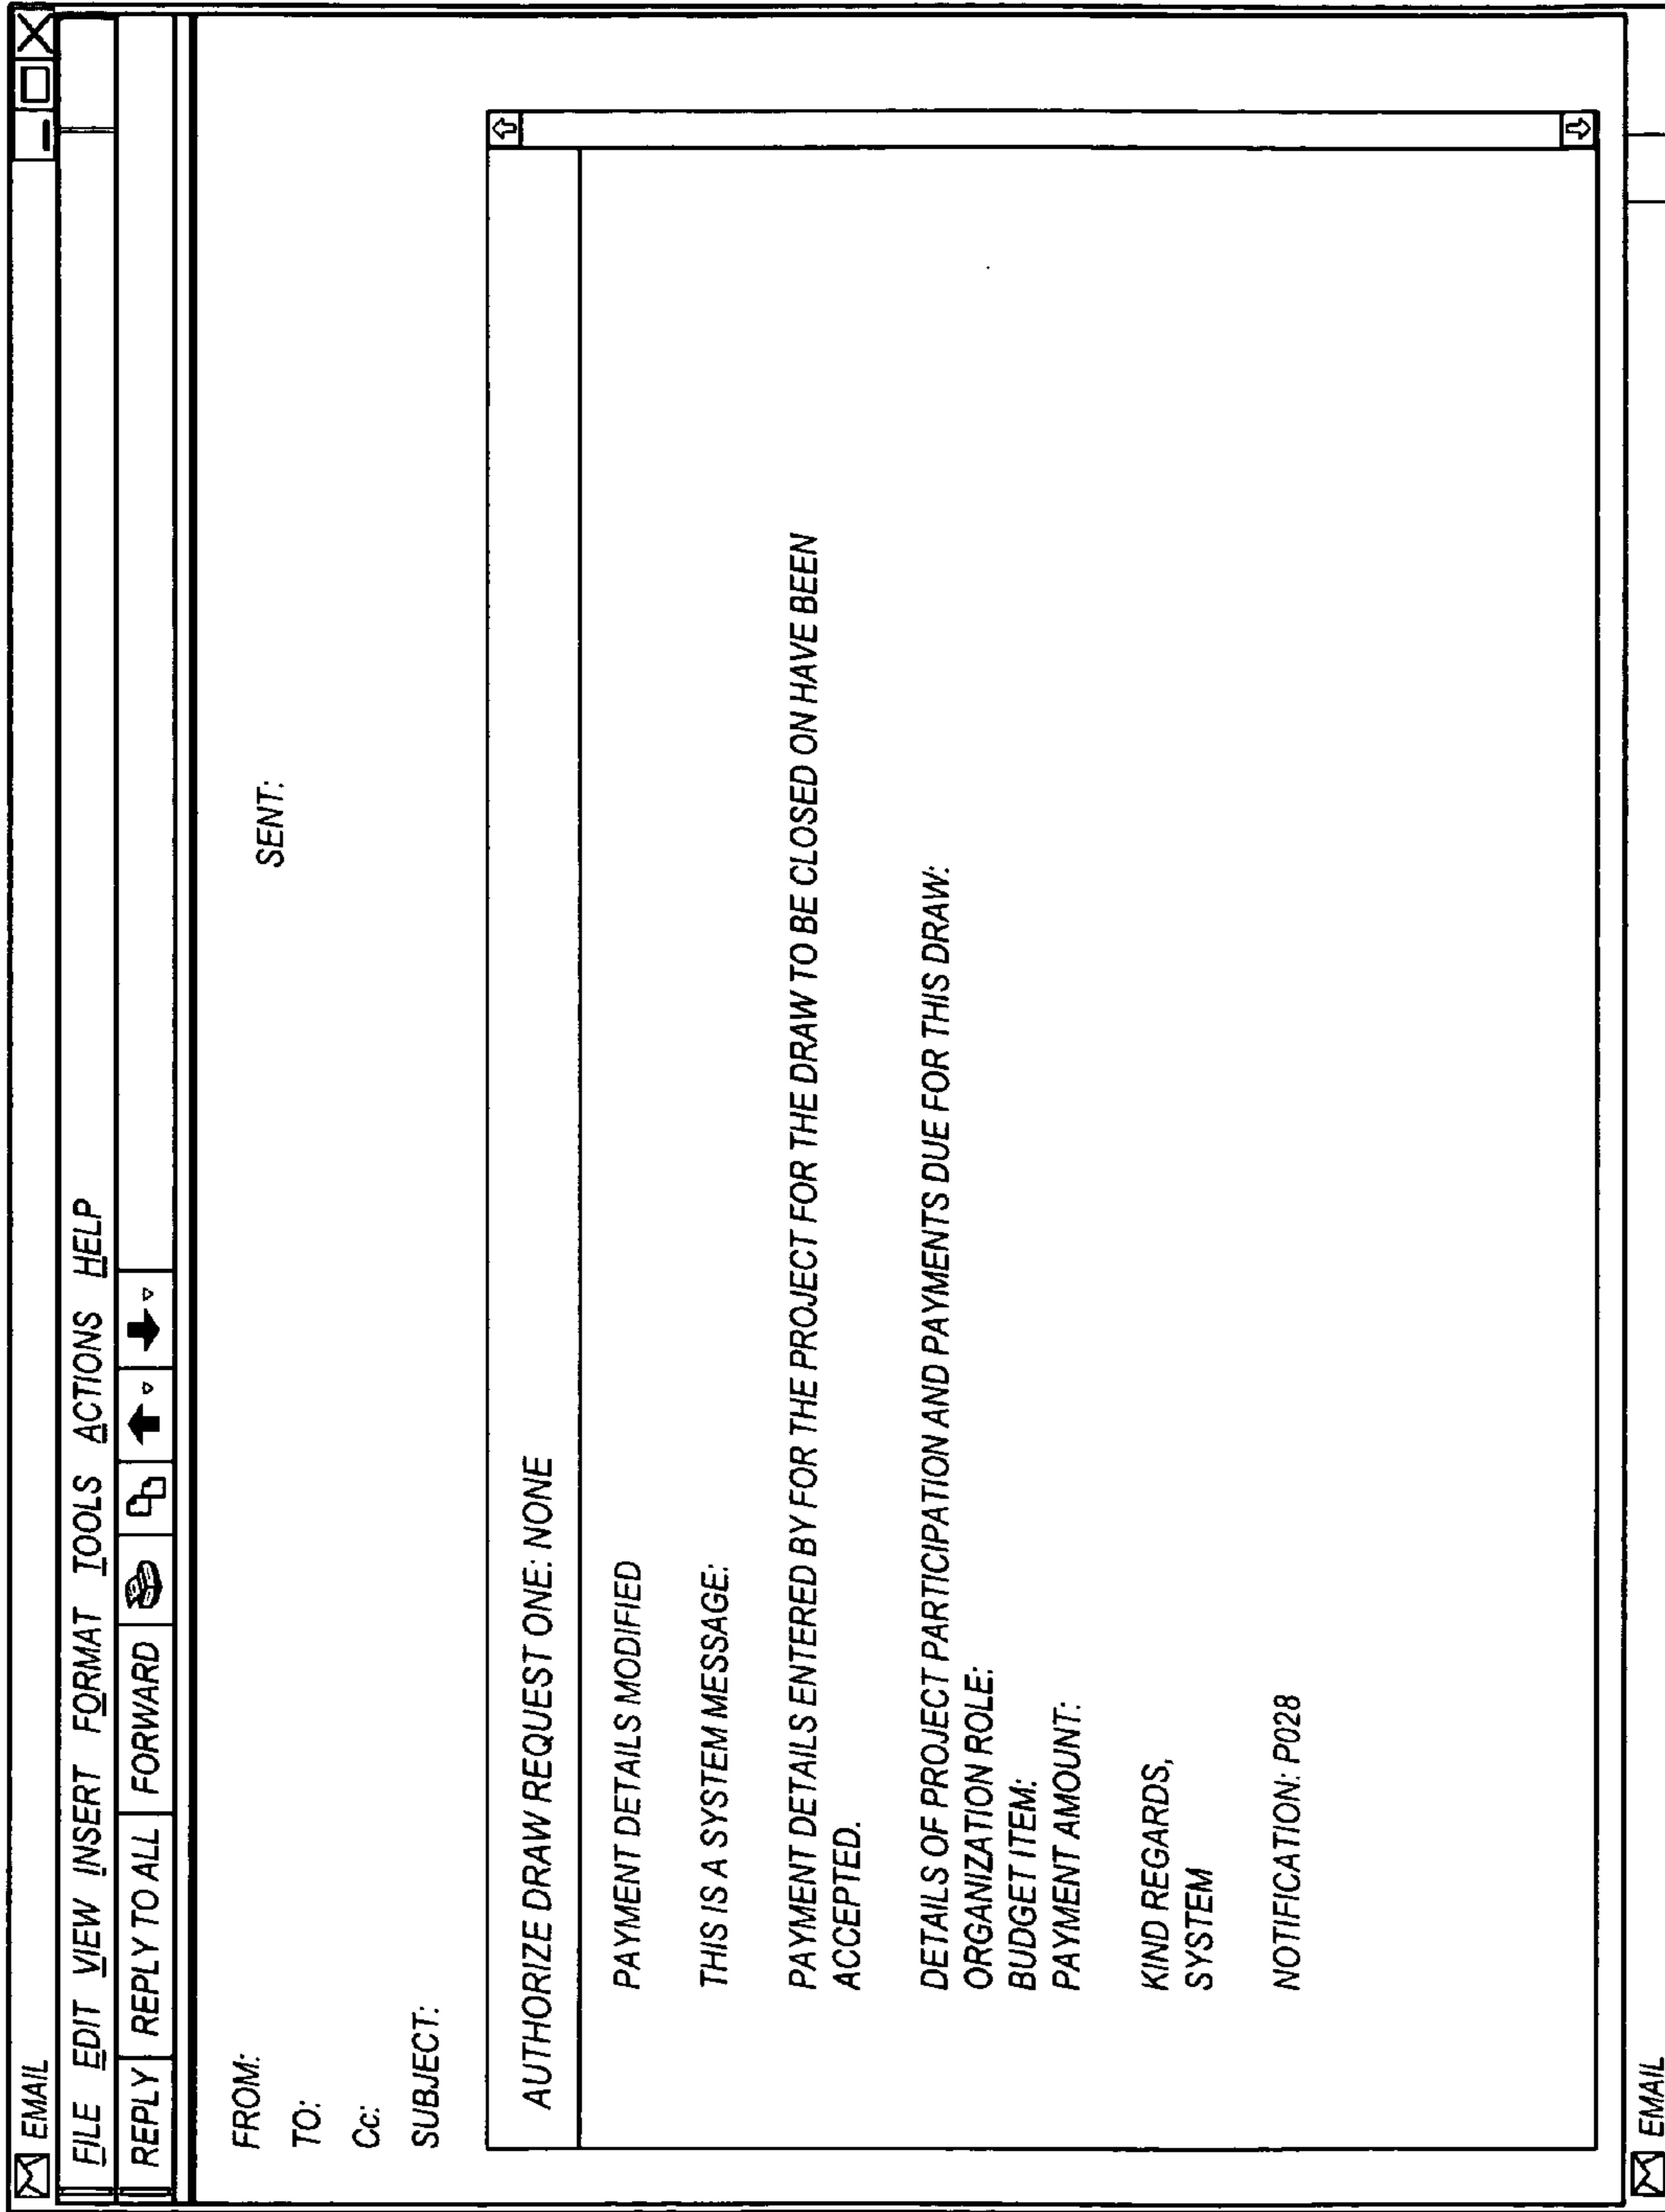 EMAIL
FILE EDIT VIEW INSERT FORMAT TOOLS ACTIONS HELP
REPLY REPLY TO ALL FORWARD
FROM:
SENT:
TO:
Cc:
SUBJECT:
AUTHORIZE DRAW REQUEST ONE: NONE
PAYMENT DETAILS MODIFIED
THIS IS A SYSTEM MESSAGE:
PAYMENT DETAILS ENTERED BY FOR THE PROJECT FOR THE DRAW TO BE CLOSED ON HAVE BEEN
ACCEPTED.
DETAILS OF PROJECT PARTICIPATION AND PAYMENTS DUE FOR THIS DRAW:
ORGANIZATION ROLE:
BUDGET ITEM:
PAYMENT AMOUNT:
KIND REGARDS,
SYSTEM
NOTIFICATION: P028
EMAIL